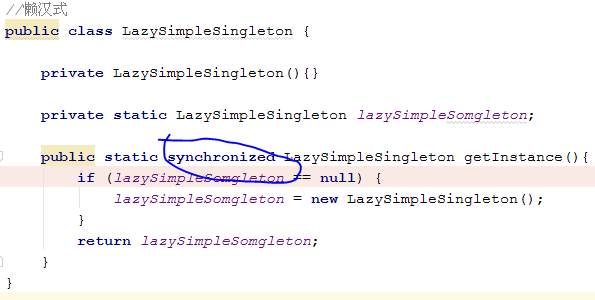 //懒汉式
public class LazySimpleSingleton {
private LazySimpleSingleton(){}
private static LazySimpleSingleton lazySimpleSomgleton;
public static synchronized LazySimpleSingleton getInstance(){
if (lazySimpleSomgleton == null) {
lazySimpleSomgleton = new LazySimpleSingleton();
}
return lazySimpleSomgleton;
}
}